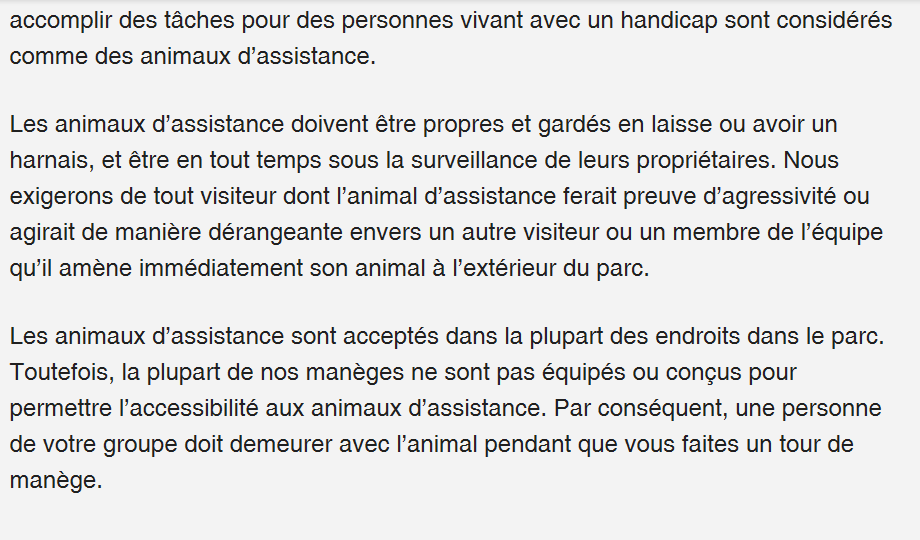 accomplir des tâches pour des personnes vivant avec un handicap sont considérés
comme des animaux d’assistance.
Les animaux d’assistance doivent être propres et gardés en laisse ou avoir un
harnais, et être en tout temps sous la surveillance de leurs propriétaires. Nous
exigerons de tout visiteur dont l’animal d’assistance ferait preuve d’agressivité ou
agirait de manière dérangeante envers un autre visiteur ou un membre de l’équipe
qu’il amène immédiatement son animal à l’extérieur du parc.
Les animaux d’assistance sont acceptés dans la plupart des endroits dans le parc.
Toutefois, la plupart de nos manèges ne sont pas équipés ou conçus pour
permettre l’accessibilité aux animaux d’assistance. Par conséquent, une personne
de votre groupe doit demeurer avec l’animal pendant que vous faites un tour de
manège.